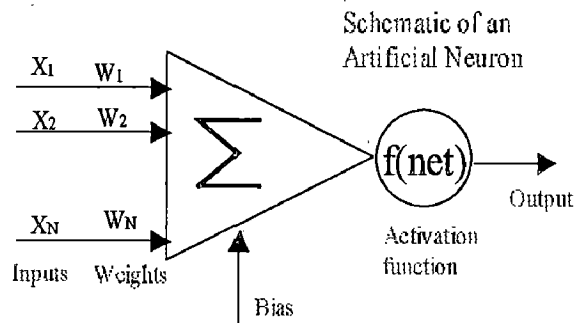 Schematic of an
Artificial Neuron
X1 W1
X2 W2
Σ
f(net)
Output
XN WN
Activation
function
Inputs Weights
Bias